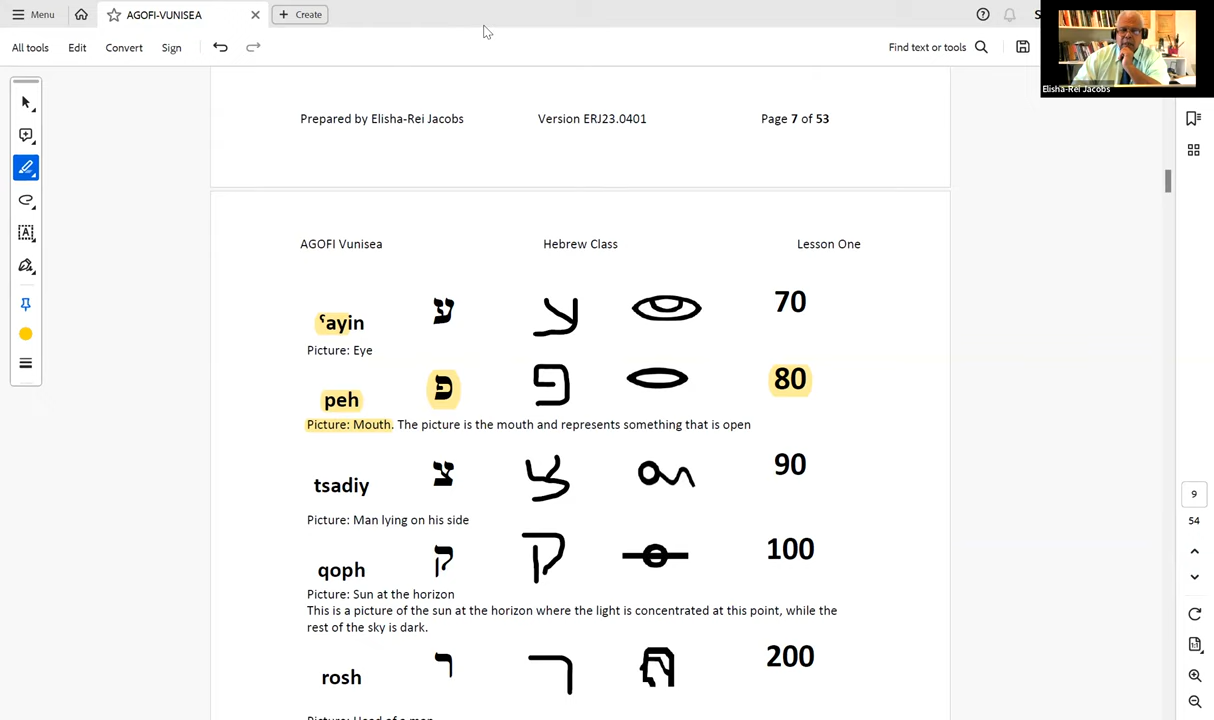 Menu
AGOFI-VUNISEA
Create
All tools
Edit
Convert
Sign
Find text or tools
Elisha-Rei Jacobs
Prepared by Elisha-Rei Jacobs Version ERJ23.0401 Page 7 of 53
AGOFI Vunisea Hebrew Class Lesson One
ˤayin ע 70
Picture: Eye
peh פ 80
Picture: Mouth. The picture is the mouth and represents something that is open
tsadiy צ 90
Picture: Man lying on his side
qoph ק 100
Picture: Sun at the horizon
This is a picture of the sun at the horizon where the light is concentrated at this point, while the
rest of the sky is dark.
rosh ר 200
Picture: Head of a man
9
54